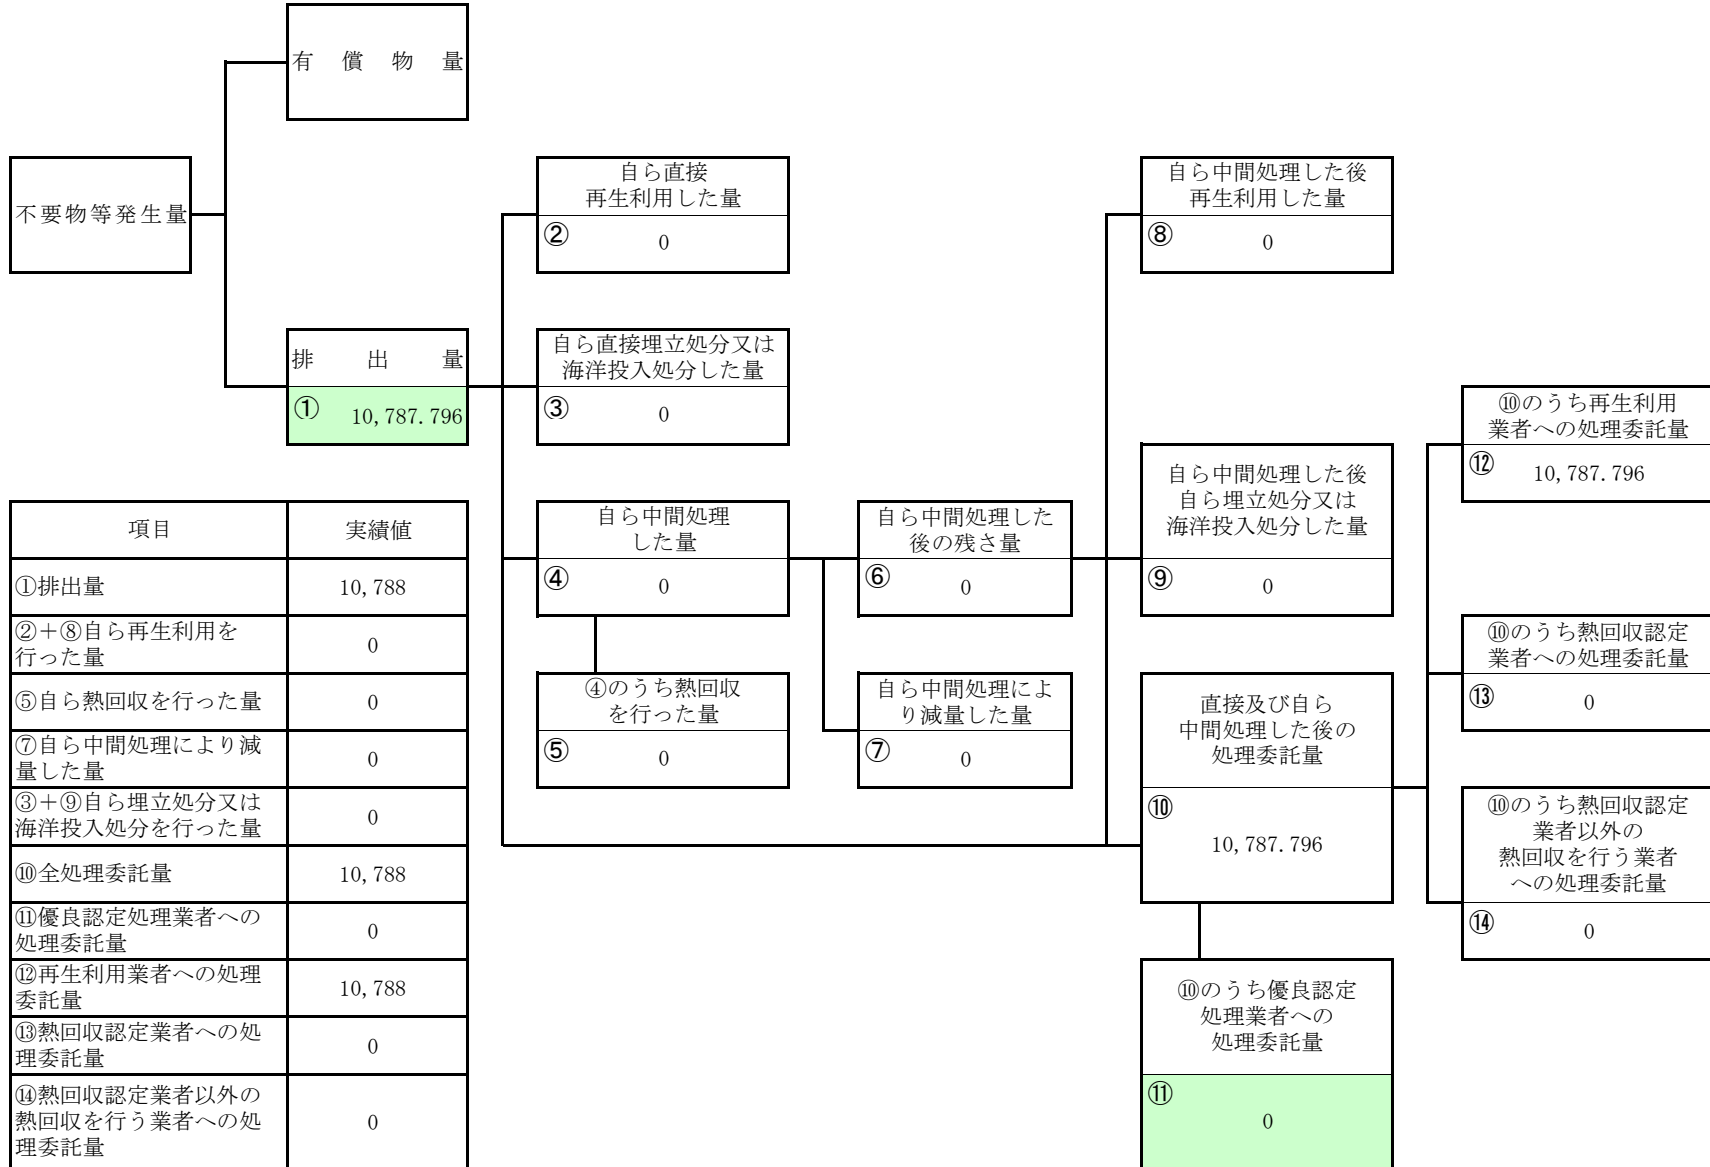 有償物量
不要物等発生量
排出量
① 10,787.796
自ら直接
再生利用した量
② 0
自ら直接埋立処分又は
海洋投入処分した量
③ 0
自ら中間処理
した量
④ 0
④のうち熱回収
を行った量
⑤ 0
自ら中間処理した
後の残さ量
⑥ 0
自ら中間処理によ
り減量した量
⑦ 0
自ら中間処理した後
再生利用した量
⑧ 0
自ら中間処理した後
自ら埋立処分又は
海洋投入処分した量
⑨ 0
直接及び自ら
中間処理した後の
処理委託量
⑩
10,787.796
⑩のうち優良認定
処理業者への
処理委託量
⑪
0
⑩のうち再生利用
業者への処理委託量
⑫ 10,787.796
⑩のうち熱回収認定
業者への処理委託量
⑬ 0
⑩のうち熱回収認定
業者以外の
熱回収を行う業者
への処理委託量
⑭ 0
項目 実績値
①排出量 10,788
②＋⑧自ら再生利用を
行った量 0
⑤自ら熱回収を行った量 0
⑦自ら中間処理により減
量した量 0
③＋⑨自ら埋立処分又は
海洋投入処分を行った量 0
⑩全処理委託量 10,788
⑪優良認定処理業者への
処理委託量 0
⑫再生利用業者への処理
委託量 10,788
⑬熱回収認定業者への処
理委託量 0
⑭熱回収認定業者以外の
熱回収を行う業者への処
理委託量 0